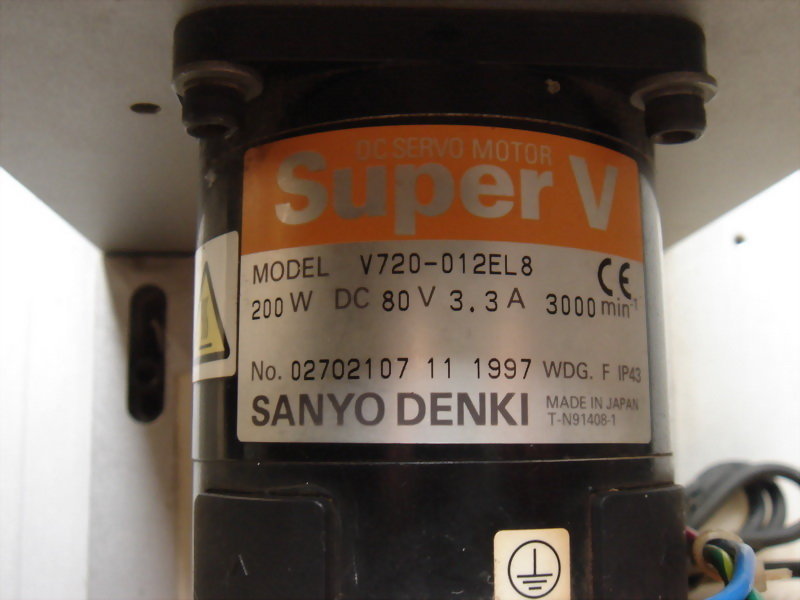 DC SERVO MOTOR
Super V
MODEL V720-012EL8 CE
200 W DC 80 V 3.3 A 3000 min⁻¹
No. 02702107 11 1997 WDG. F IP43
SANYO DENKI MADE IN JAPAN
T-N91408-1